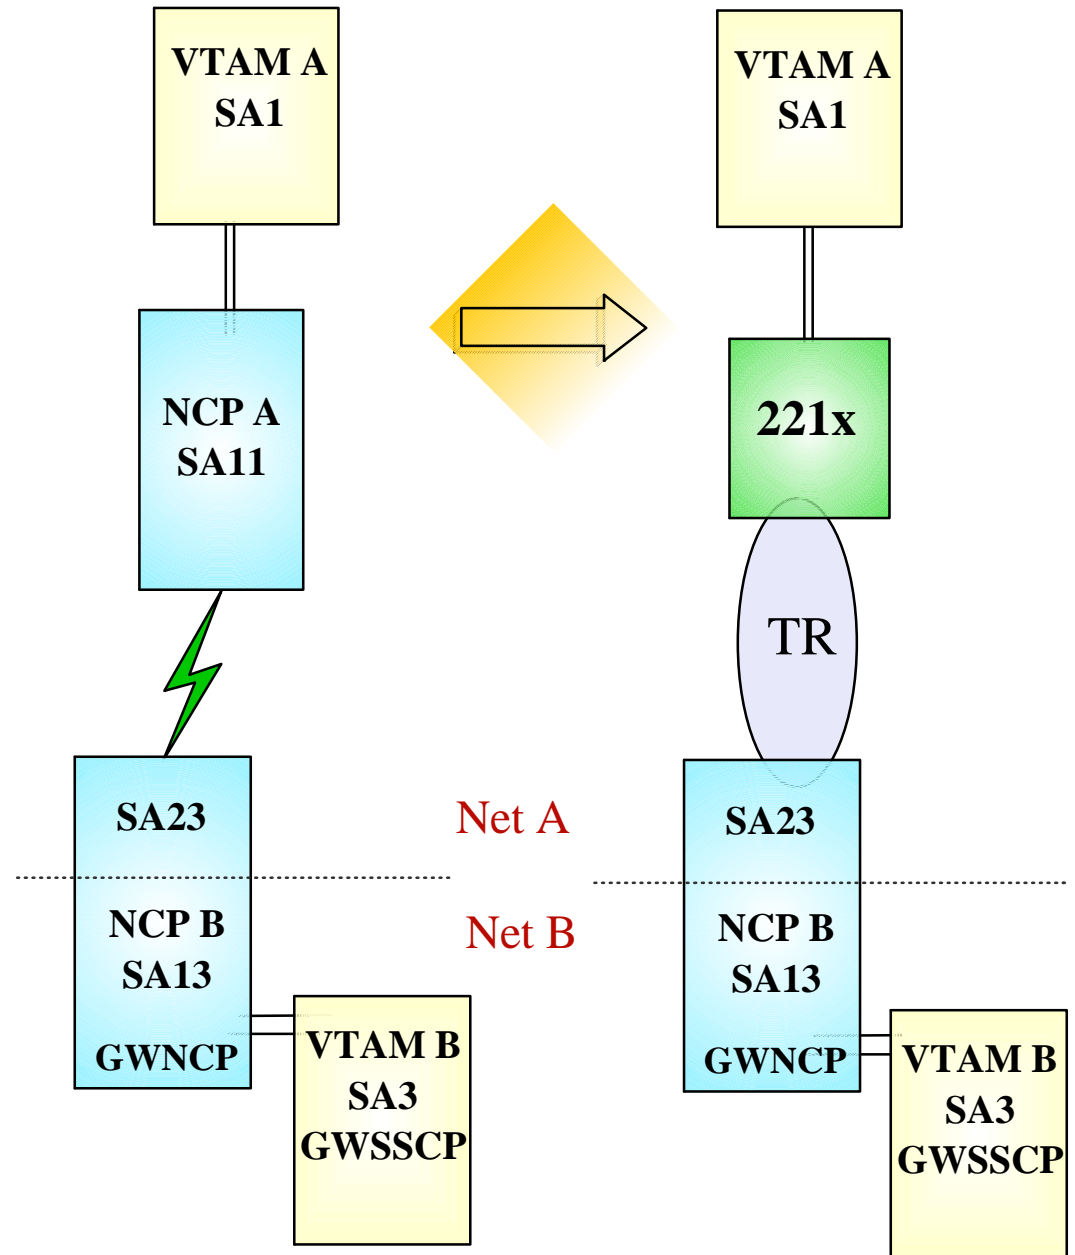 VTAM A
SA1
NCP A
SA11
SA23
NCP B
SA13
GWNCP
VTAM B
SA3
GWSSCP
Net A
Net B
VTAM A
SA1
221x
TR
SA23
NCP B
SA13
GWNCP
VTAM B
SA3
GWSSCP